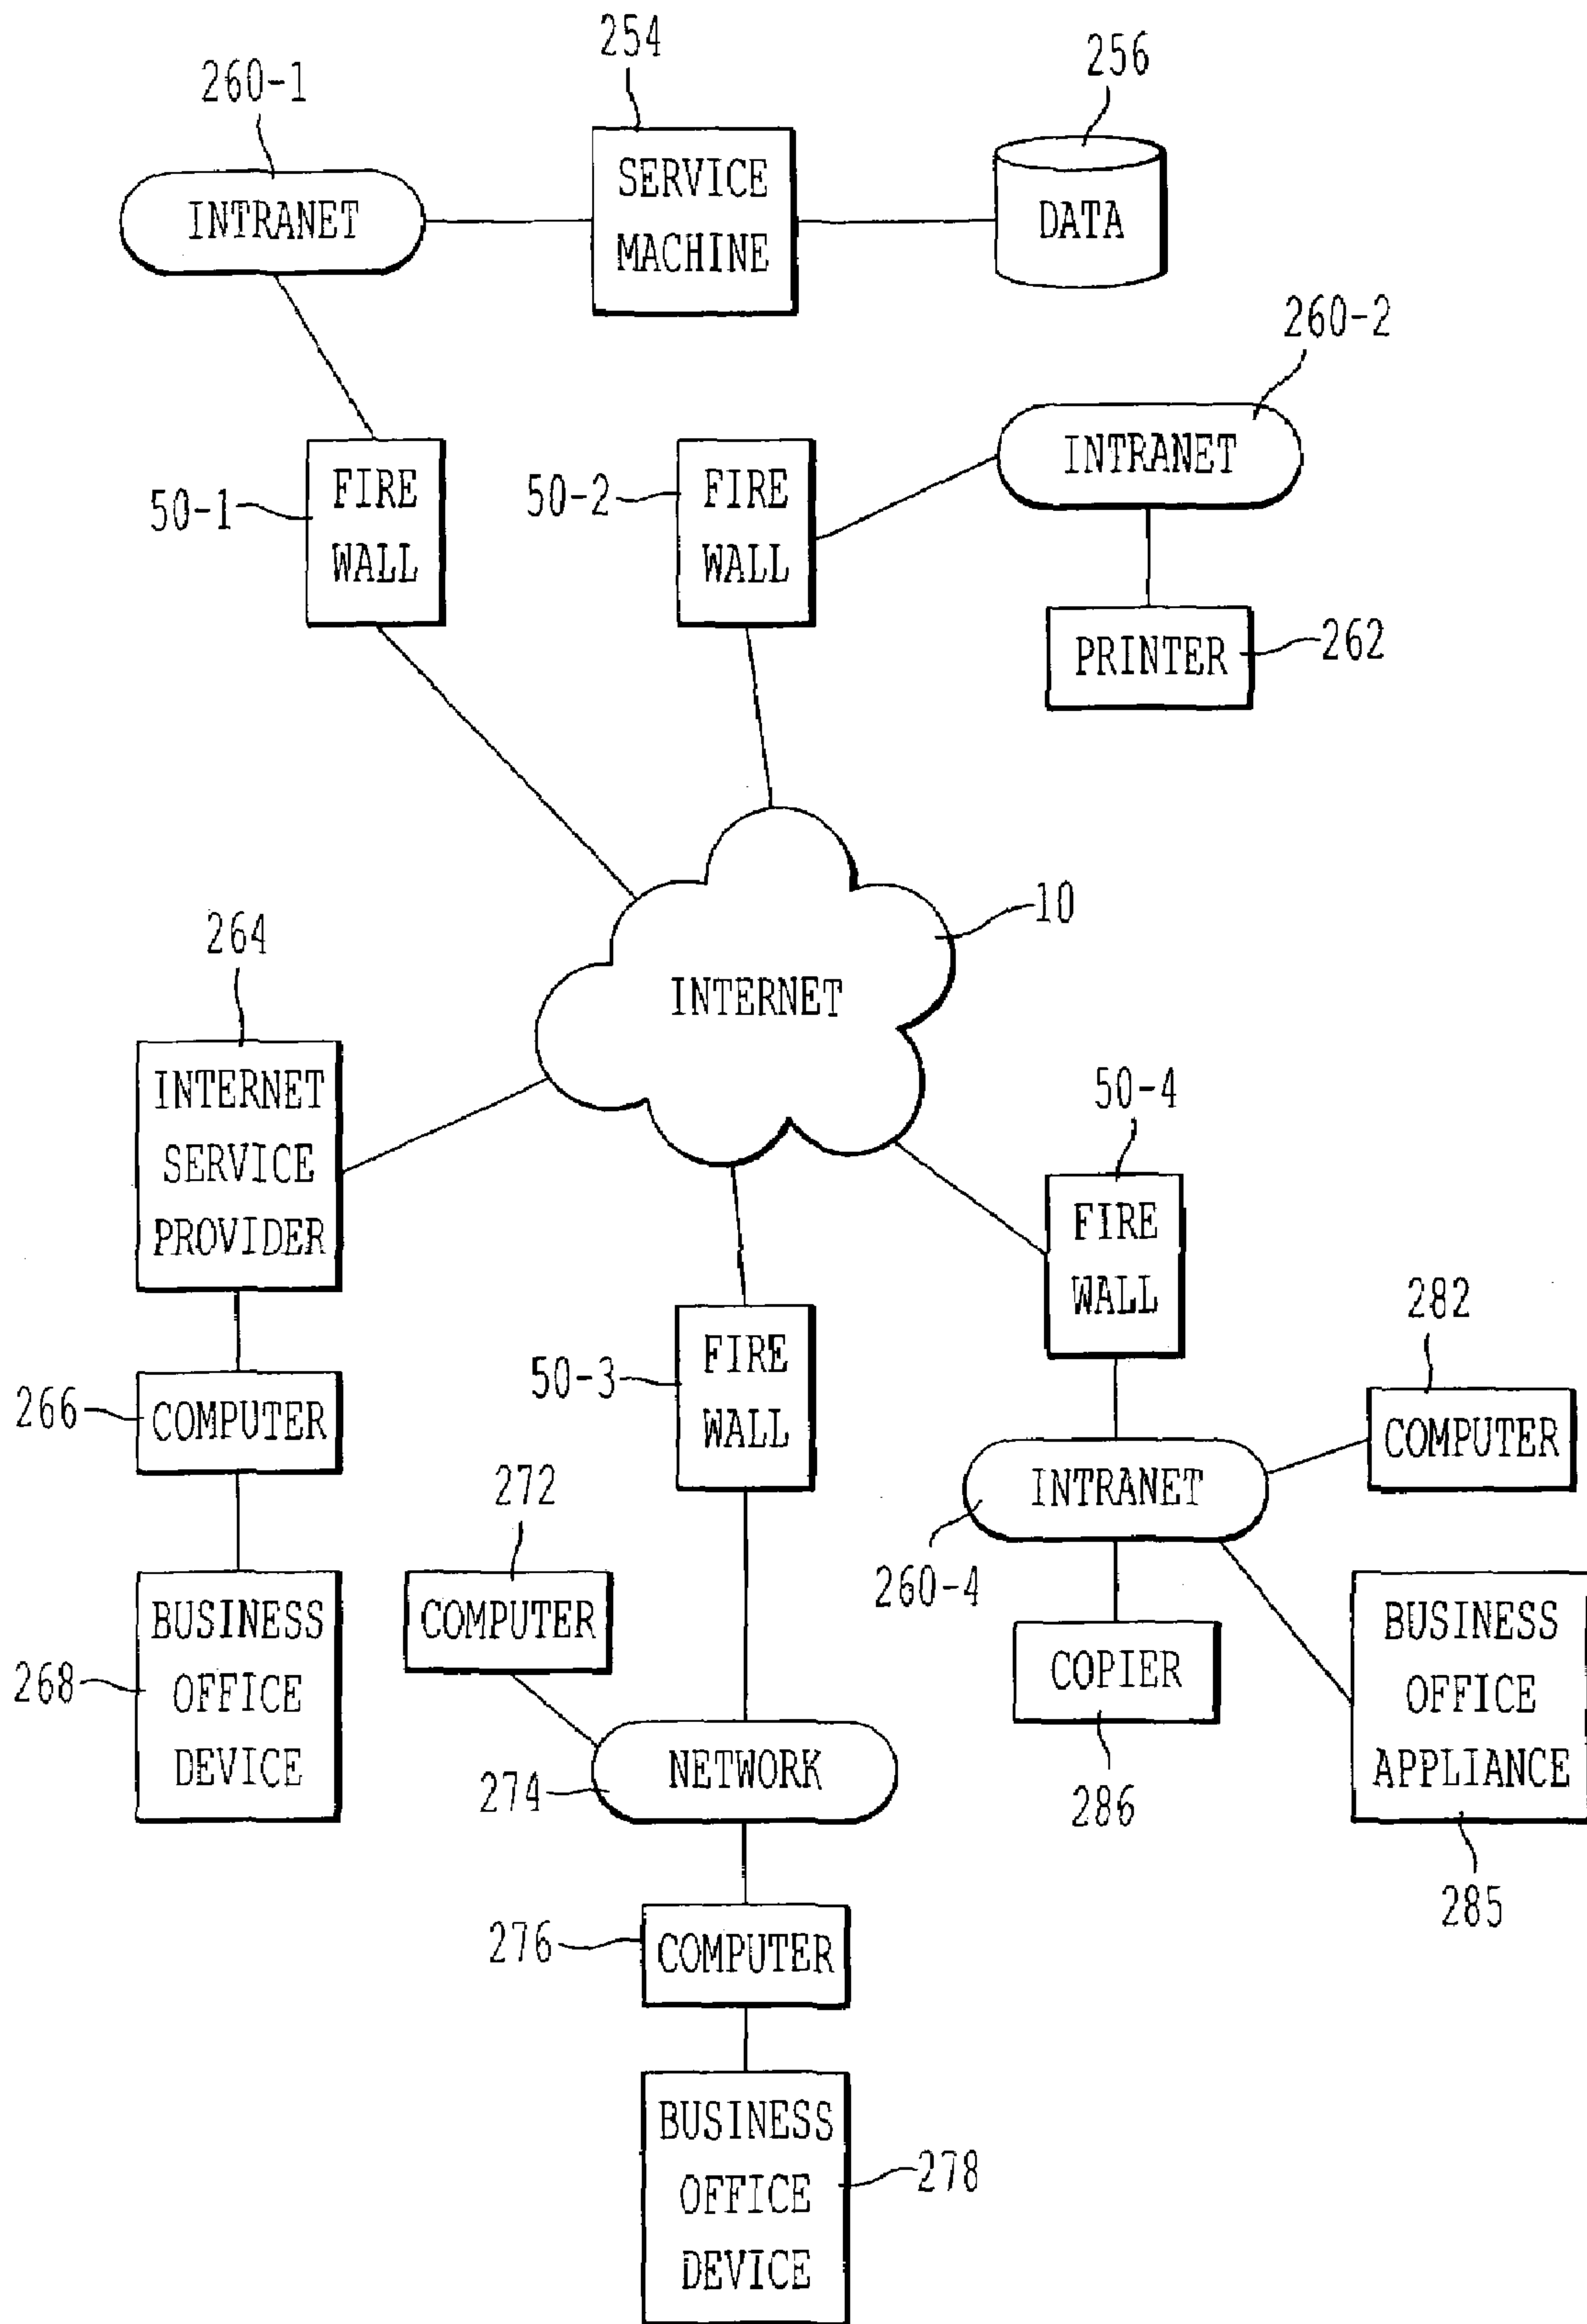 254
256
260-1
SERVICE
MACHINE
INTRANET
DATA
260-2
INTRANET
FIRE
WALL
50-1
FIRE
WALL
50-2
PRINTER
262
10
INTERNET
264
INTERNET
SERVICE
PROVIDER
50-4
FIRE
WALL
FIRE
WALL
50-3
282
COMPUTER
266
COMPUTER
272
INTRANET
260-4
COMPUTER
BUSINESS
OFFICE
DEVICE
268
COPIER
286
BUSINESS
OFFICE
APPLIANCE
285
NETWORK
274
276
COMPUTER
BUSINESS
OFFICE
DEVICE
278